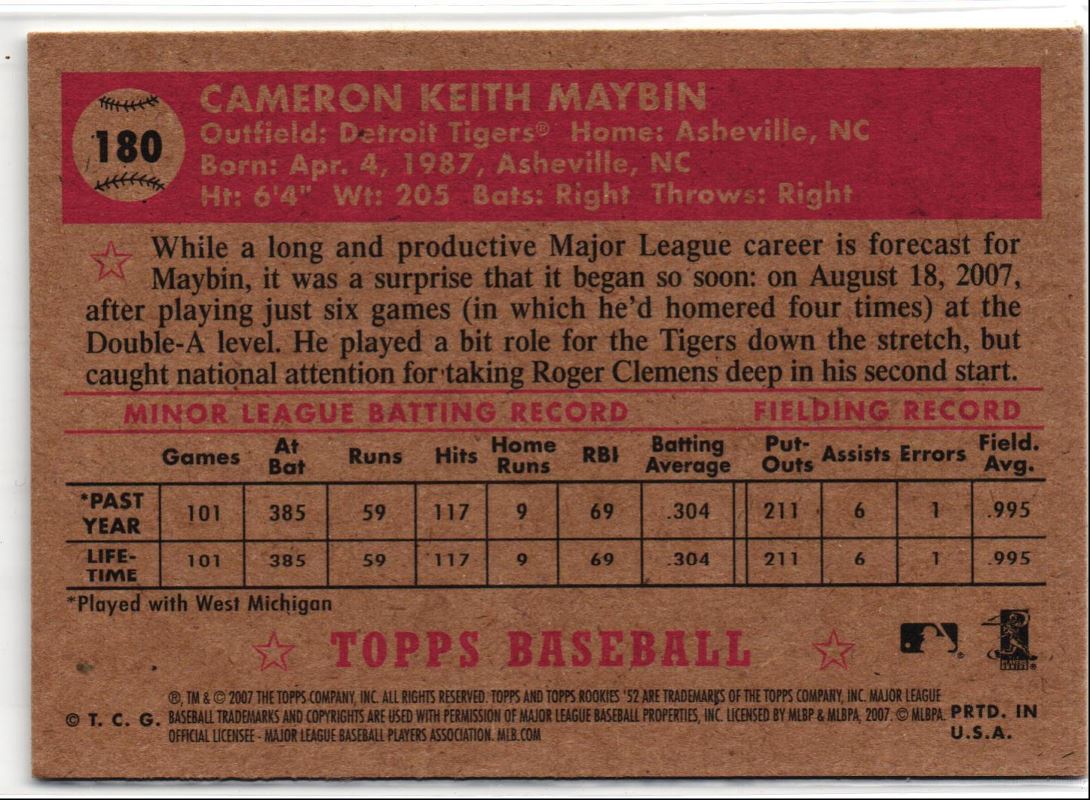 180
CAMERON KEITH MAYBIN
Outfield: Detroit Tigers® Home: Asheville, NC
Born: Apr. 4, 1987, Asheville, NC
Ht: 6'4" Wt: 205 Bats: Right Throws: Right
While a long and productive Major League career is forecast for
Maybin, it was a surprise that it began so soon: on August 18, 2007,
after playing just six games (in which he'd homered four times) at the
Double-A level. He played a bit role for the Tigers down the stretch, but
caught national attention for taking Roger Clemens deep in his second start.
MINOR LEAGUE BATTING RECORD FIELDING RECORD
Games At Bat Runs Hits Home Runs RBI Batting Average Put-Outs Assists Errors Field. Avg.
*PAST YEAR 101 385 59 117 9 69 .304 211 6 1 .995
LIFE-TIME 101 385 59 117 9 69 .304 211 6 1 .995
*Played with West Michigan
TOPPS BASEBALL
®, TM & © 2007 THE TOPPS COMPANY, INC. ALL RIGHTS RESERVED. TOPPS AND TOPPS ROOKIES '52 ARE TRADEMARKS OF THE TOPPS COMPANY, INC. MAJOR LEAGUE
© T. C. G. BASEBALL TRADEMARKS AND COPYRIGHTS ARE USED WITH PERMISSION OF MAJOR LEAGUE BASEBALL PROPERTIES, INC. LICENSED BY MLBP & MLBPA, 2007. © MLBPA PRTD. IN
OFFICIAL LICENSEE - MAJOR LEAGUE BASEBALL PLAYERS ASSOCIATION. MLB.COM U.S.A.